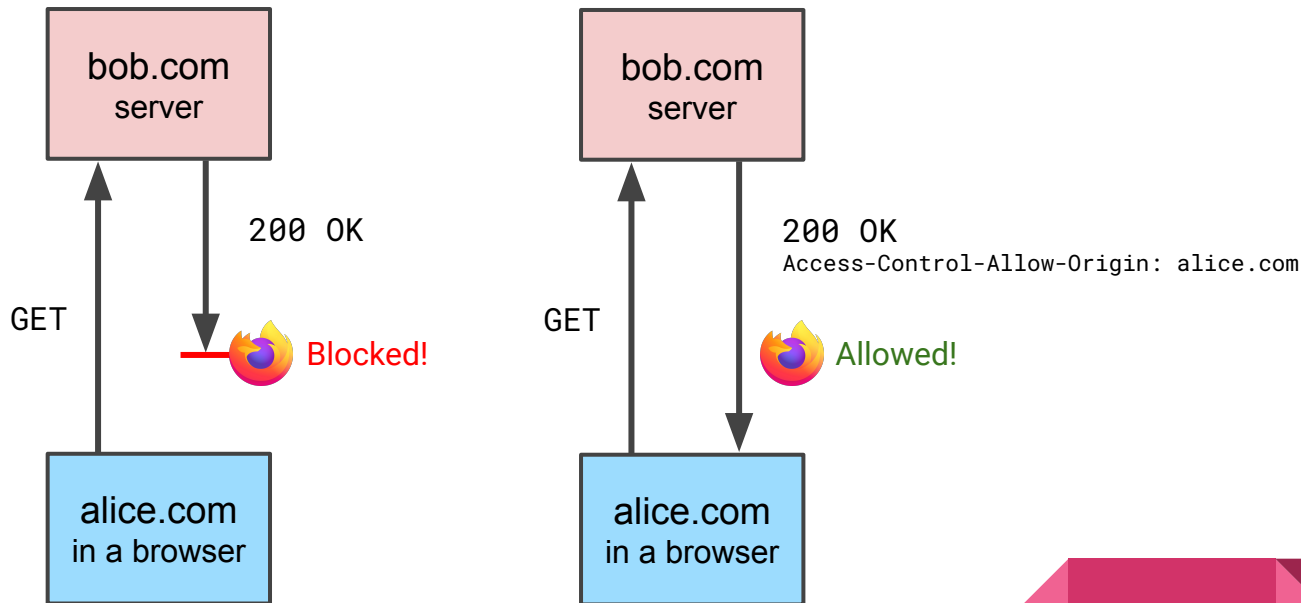 bob.com
server
200 OK
GET
Blocked!
alice.com
in a browser
bob.com
server
200 OK
Access-Control-Allow-Origin: alice.com
GET
Allowed!
alice.com
in a browser